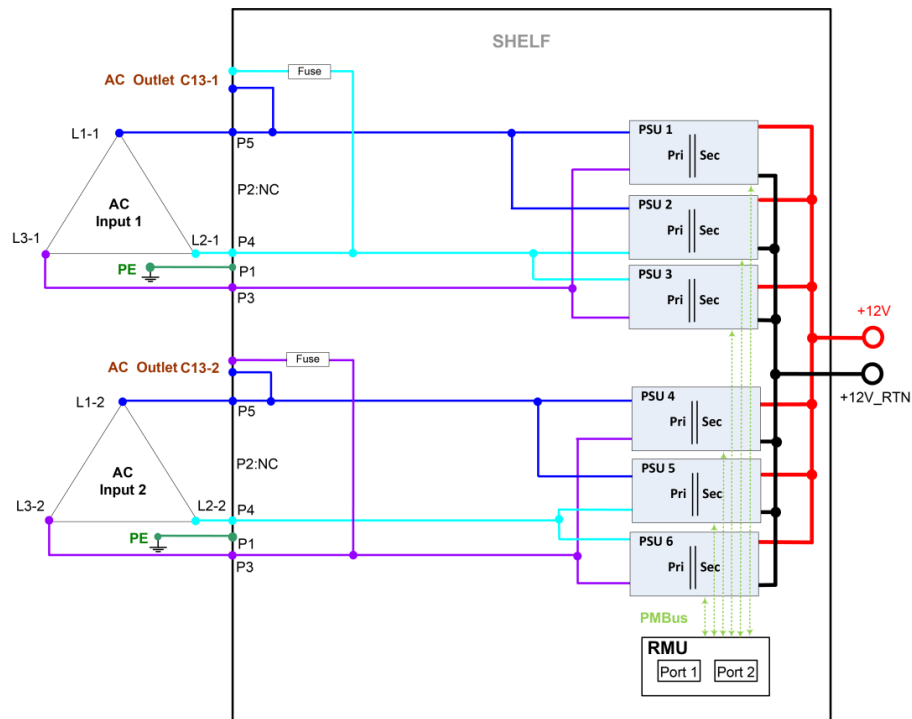 SHELF
Fuse
AC Outlet C13-1
L1-1
P5
PSU 1
Pri
Sec
P2:NC
AC
Input 1
PSU 2
Pri
Sec
L3-1
L2-1
P4
PE
P1
PSU 3
Pri
Sec
P3
+12V
Fuse
AC Outlet C13-2
+12V_RTN
L1-2
P5
PSU 4
Pri
Sec
P2:NC
AC
Input 2
PSU 5
Pri
Sec
L3-2
L2-2
P4
PE
P1
PSU 6
P3
Pri
Sec
PMBus
RMU
Port 1
Port 2